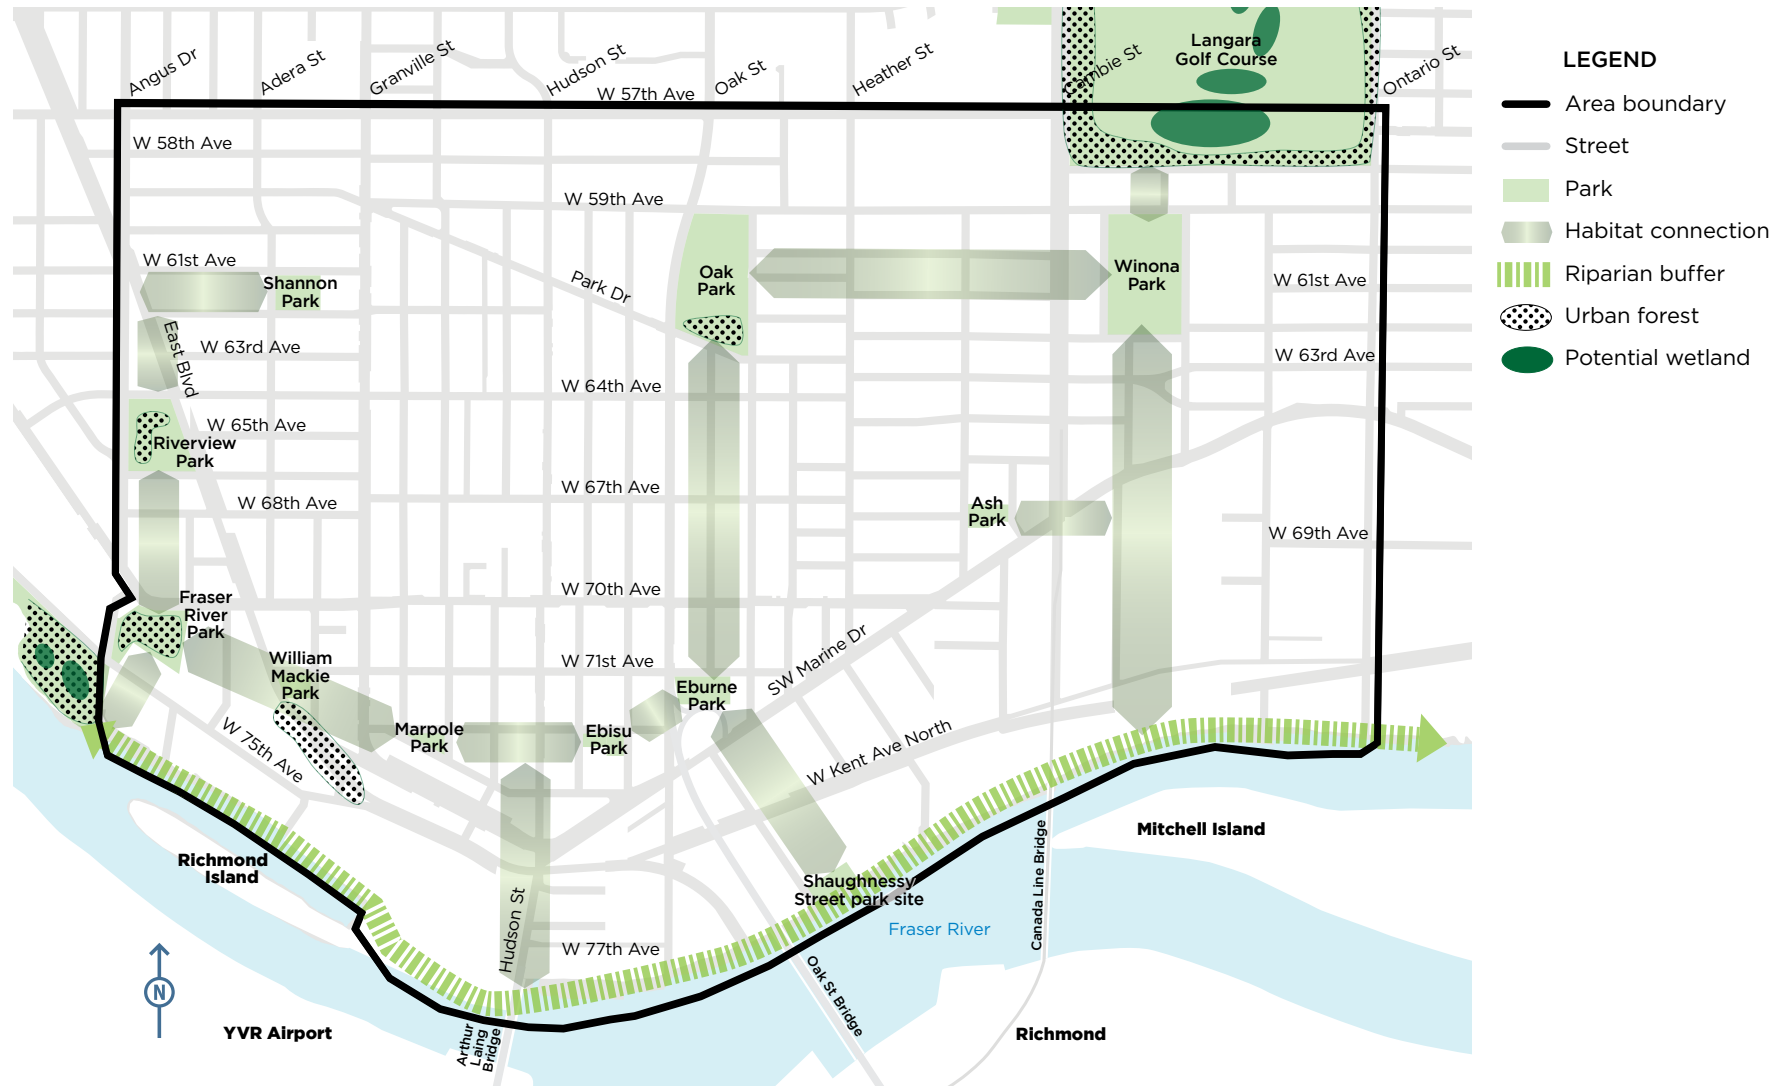 Angus Dr
Adera St
Granville St
Hudson St
W 57th Ave
Oak St
Heather St
Cambie St
Langara
Golf Course
Ontario St
W 58th Ave
W 59th Ave
W 61st Ave
Shannon
Park
Park Dr
Oak
Park
Winona
Park
W 61st Ave
East Blvd
W 63rd Ave
W 63rd Ave
W 64th Ave
W 65th Ave
Riverview
Park
W 67th Ave
W 68th Ave
Ash
Park
W 69th Ave
W 70th Ave
Fraser
River
Park
William
Mackie
Park
W 71st Ave
SW Marine Dr
Eburne
Park
Marpole
Park
Ebisu
Park
W 75th Ave
W Kent Ave North
Richmond
Island
Mitchell Island
Shaughnessy
Street park site
Canada Line Bridge
Fraser River
Hudson St
W 77th Ave
Oak St Bridge
N
YVR Airport
Arthur
Laing
Bridge
Richmond
LEGEND
Area boundary
Street
Park
Habitat connection
Riparian buffer
Urban forest
Potential wetland